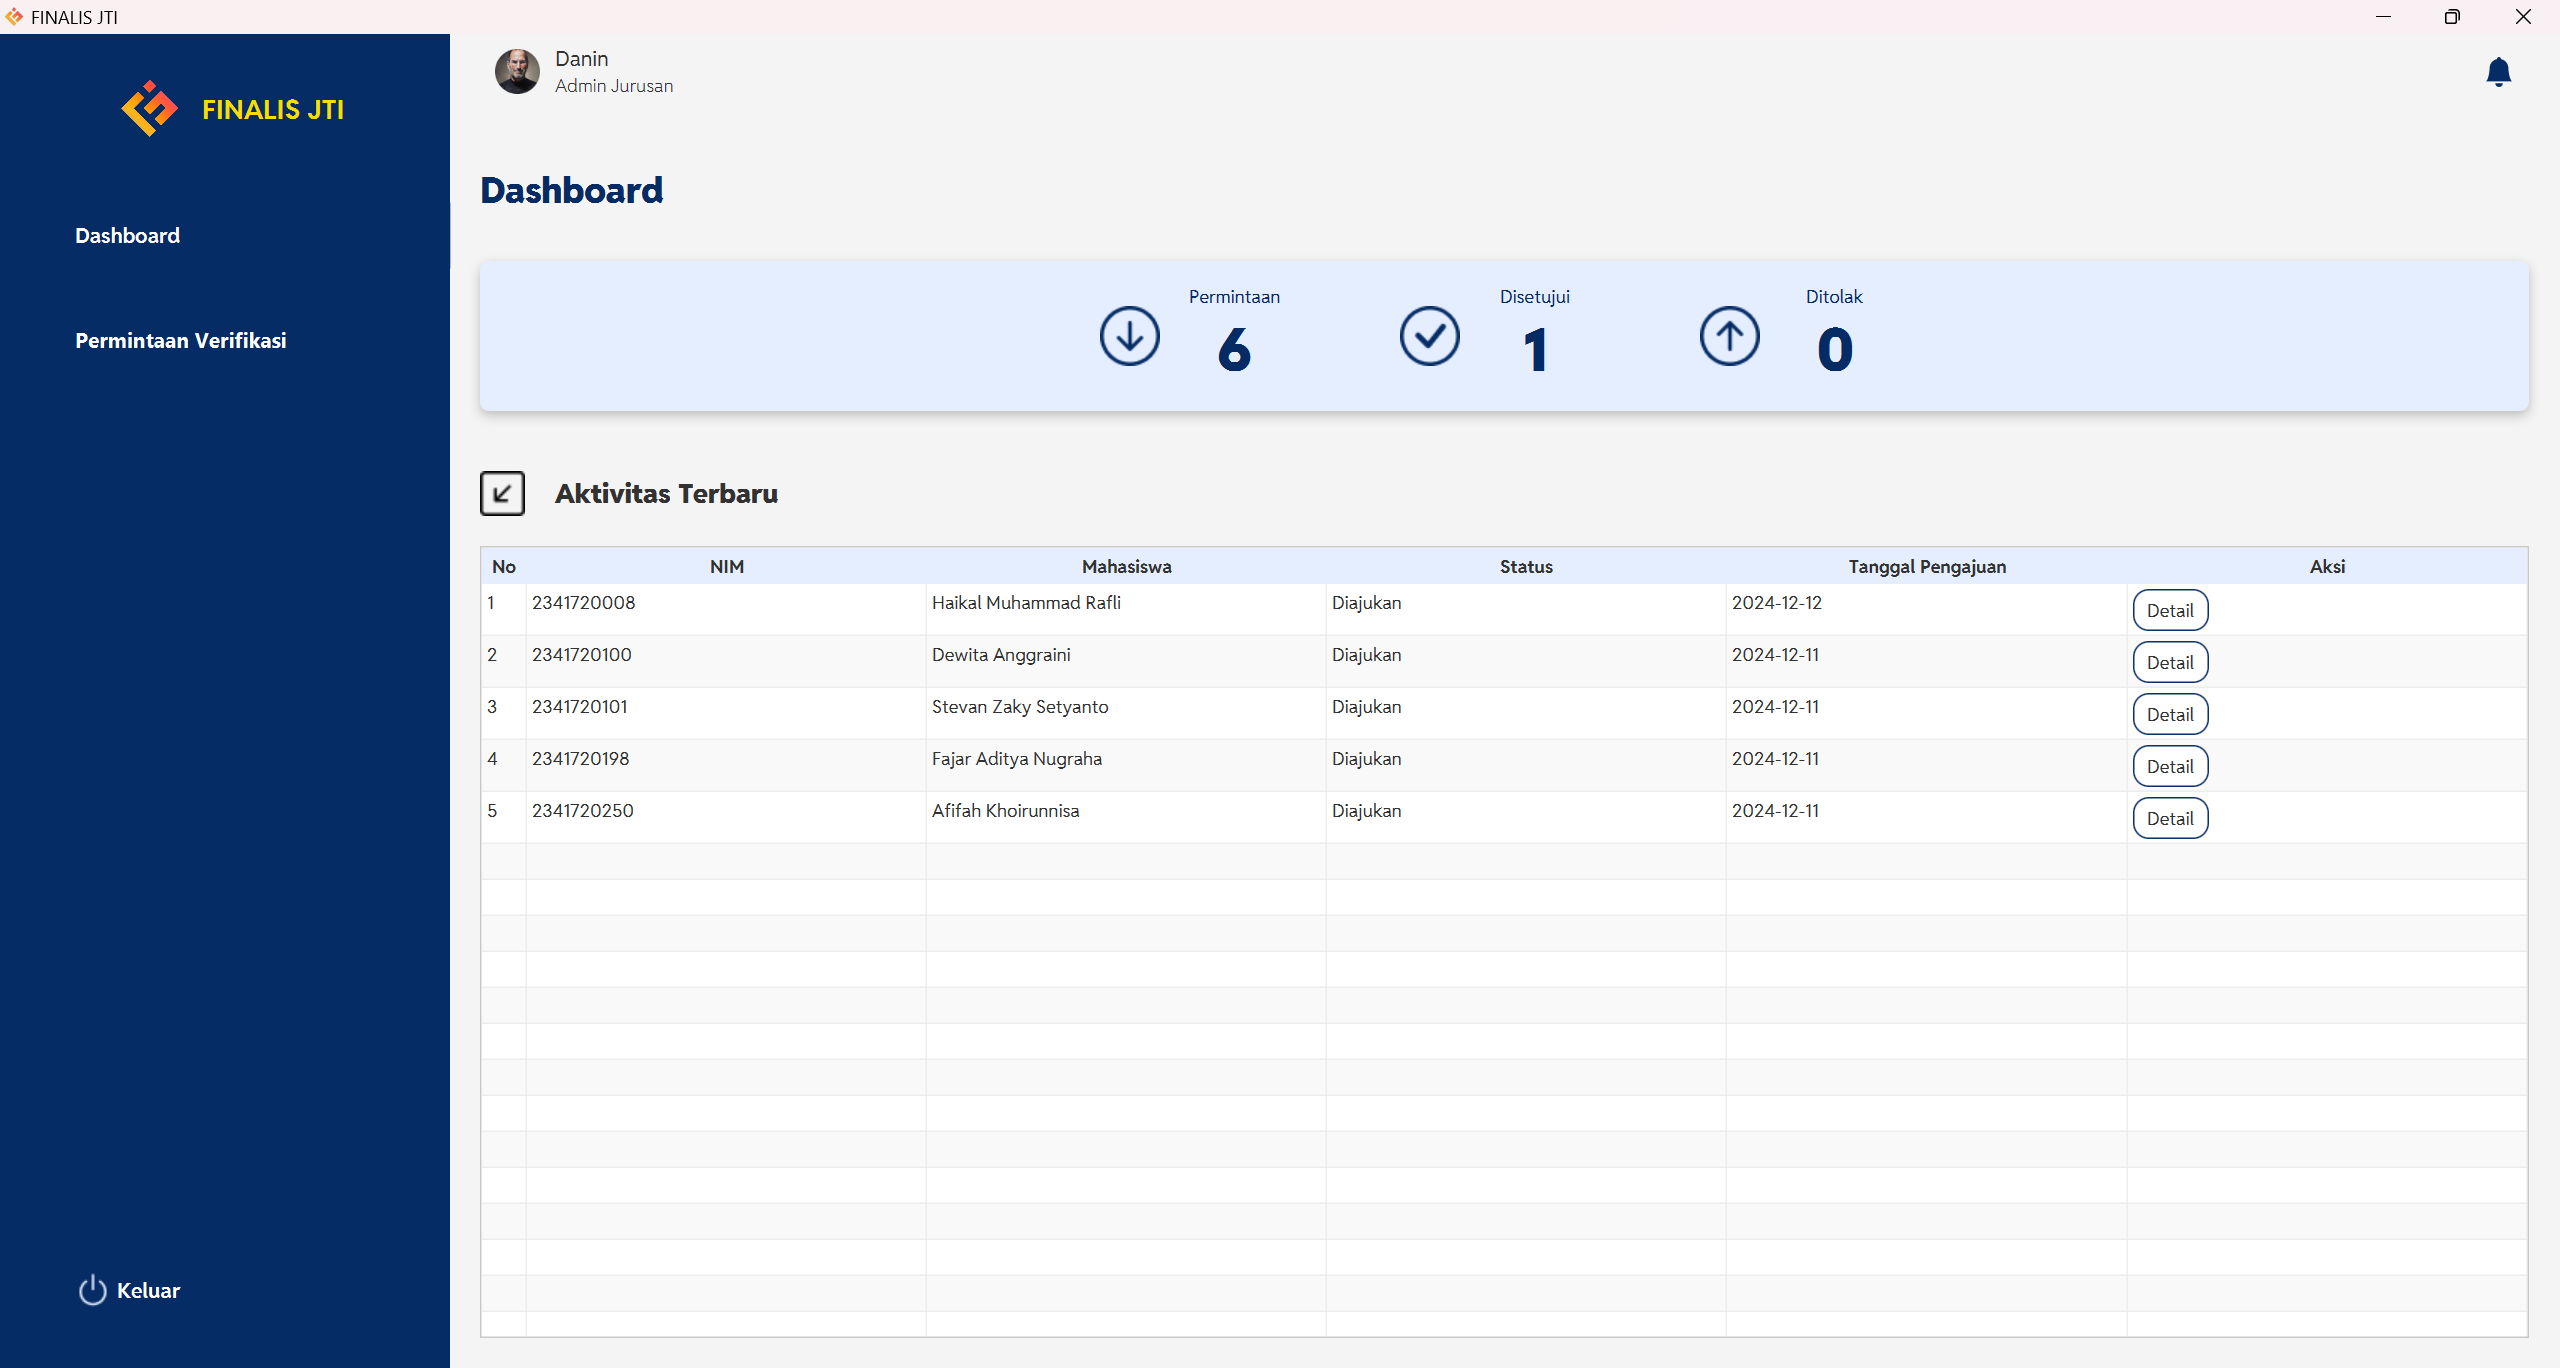 FINALIS JTI
FINALIS JTI
Dashboard
Permintaan Verifikasi
Keluar
Danin
Admin Jurusan
Dashboard
Permintaan
6
Disetujui
1
Ditolak
0
Aktivitas Terbaru
No NIM Mahasiswa Status Tanggal Pengajuan Aksi
1 2341720008 Haikal Muhammad Rafli Diajukan 2024-12-12 Detail
2 2341720100 Dewita Anggraini Diajukan 2024-12-11 Detail
3 2341720101 Stevan Zaky Setyanto Diajukan 2024-12-11 Detail
4 2341720198 Fajar Aditya Nugraha Diajukan 2024-12-11 Detail
5 2341720250 Afifah Khoirunnisa Diajukan 2024-12-11 Detail